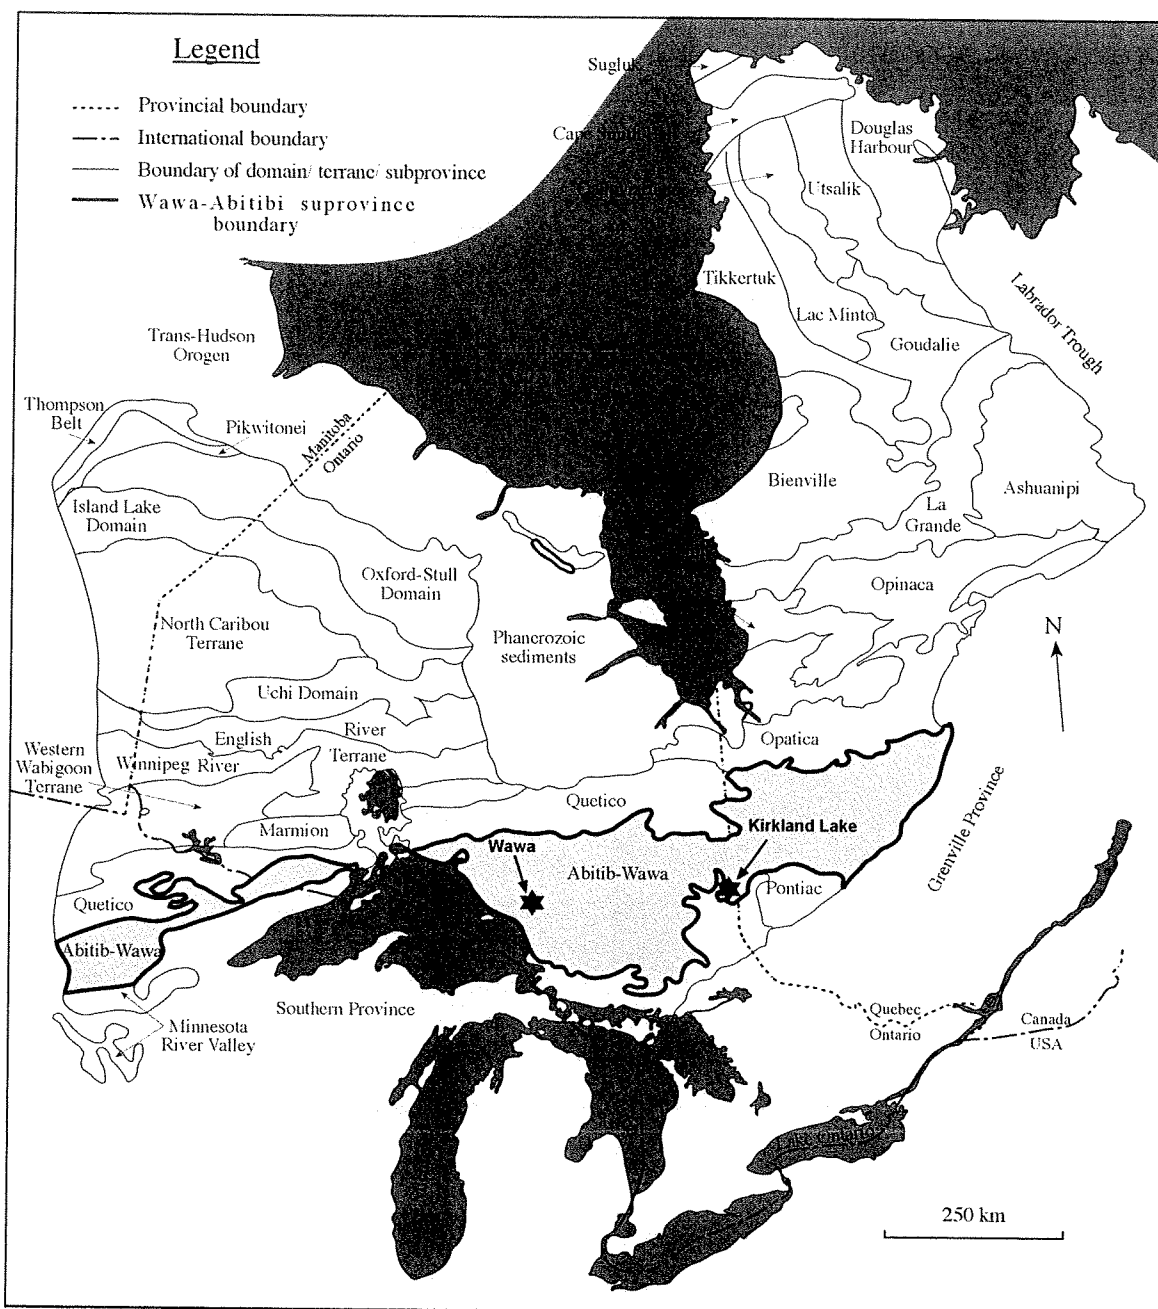 Legend
Provincial boundary
International boundary
Boundary of domain/ terrane/ subprovince
Wawa-Abitibi suprovince
boundary
Sugluk
Douglas
Harbour
Utsalik
Tikkertuk
Lac Minto
Goudalie
Labrador Trough
Trans-Hudson
Orogen
Thompson
Belt
Pikwitonei
Manitoba
Ontario
Bienville
La
Grande
Ashuanipi
Island Lake
Domain
Oxford-Stull
Domain
Opinaca
North Caribou
Terrane
Phancrozoic
sediments
N
Uchi Domain
English
River
Terrane
Opatica
Western
Wabigoon
Terrane
Winnipeg River
Quetico
Marmion
Kirkland Lake
Wawa
Abitib-Wawa
Pontiac
Grenville Province
Quetico
Abitib-Wawa
Southern Province
Minnesota
River Valley
Quebec
Ontario
Canada
USA
Lake Ontario
250 km